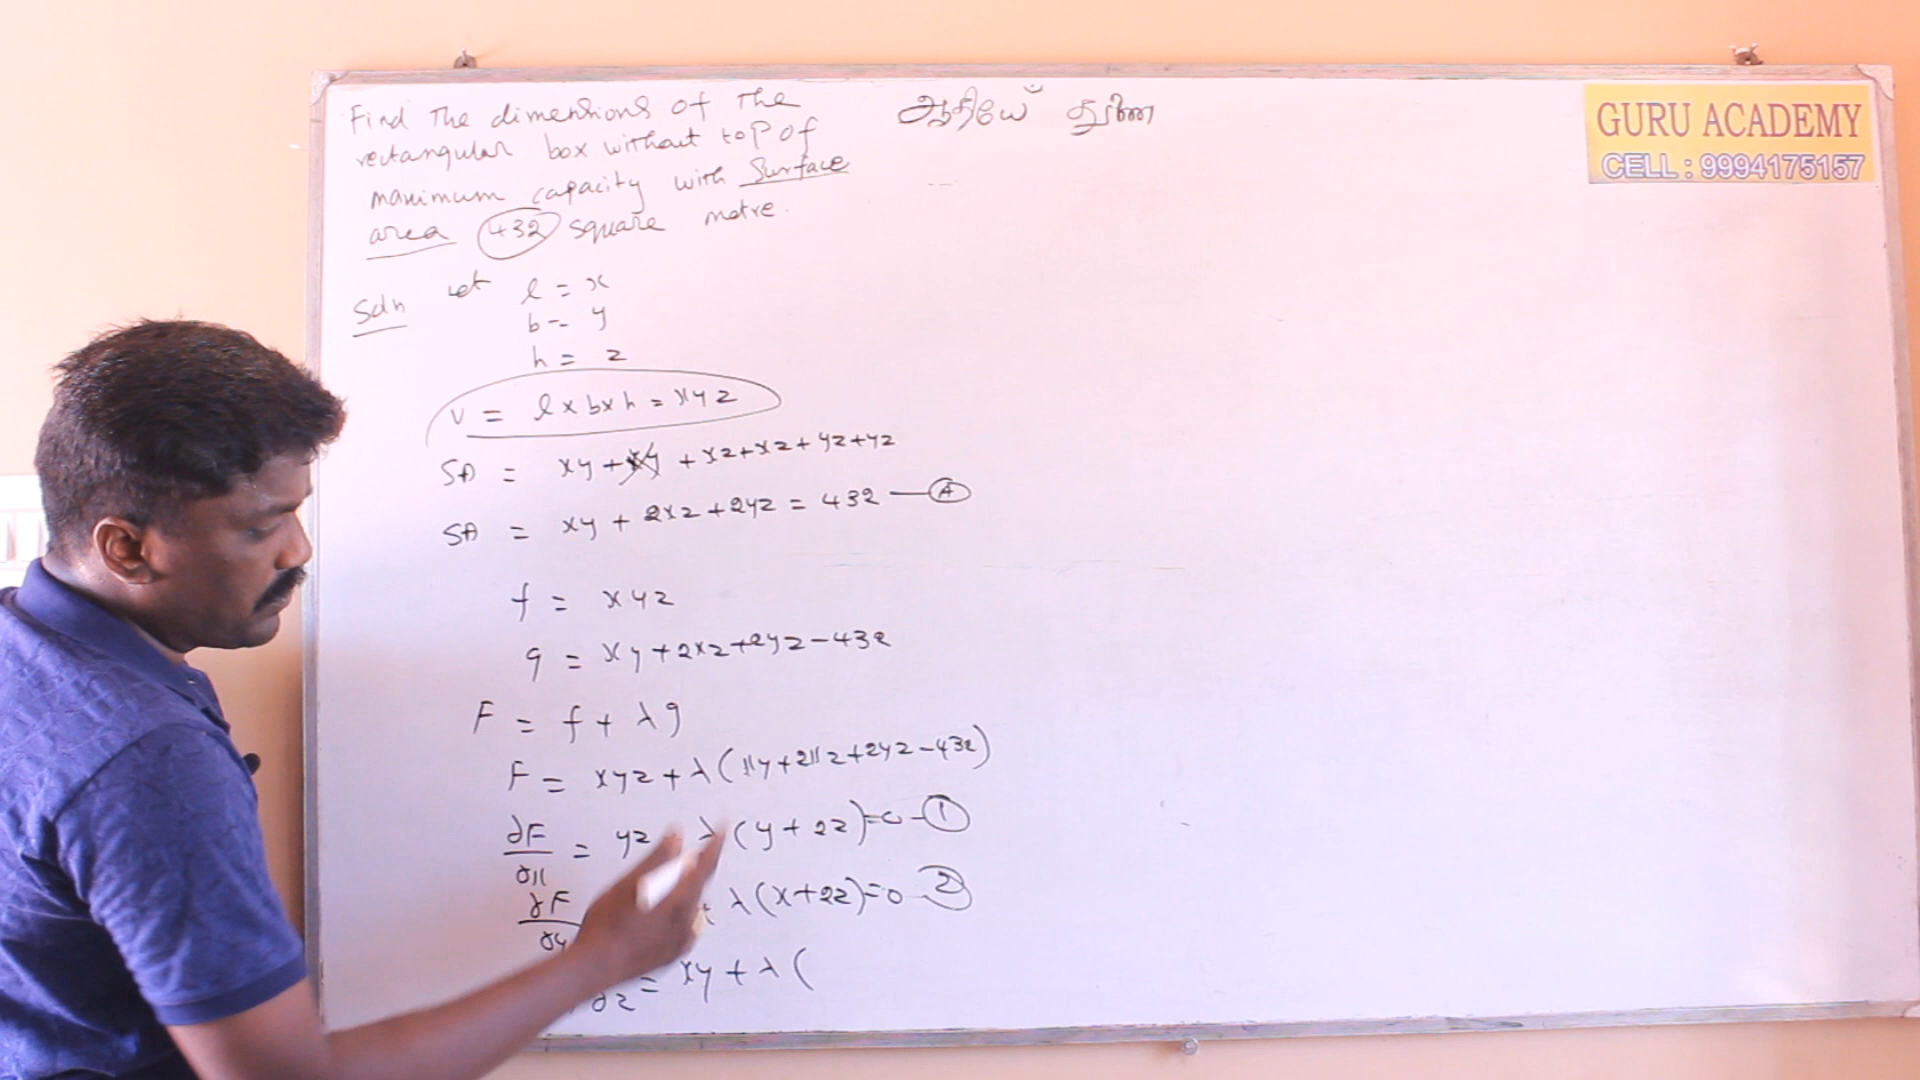 Find The dimensions of The
rectangular box without top of
maximum capacity with Surface
area 432 square metre.
ஆதியே துணை
GURU ACADEMY
CELL : 9994175157
Soln let l = x
b = y
h = z
V = l x b x h = xyz
SA = xy + xy + xz + xz + yz + yz
SA = xy + 2xz + 2yz = 432 — A
f = xyz
g = xy + 2xz + 2yz - 432
F = f + λg
F = xyz + λ(xy + 2xz + 2yz - 432)
∂F/∂x = yz λ(y + 2z) = 0 - 1
∂F/∂y λ(x + 2z) = 0 - 2
∂z = xy + λ(